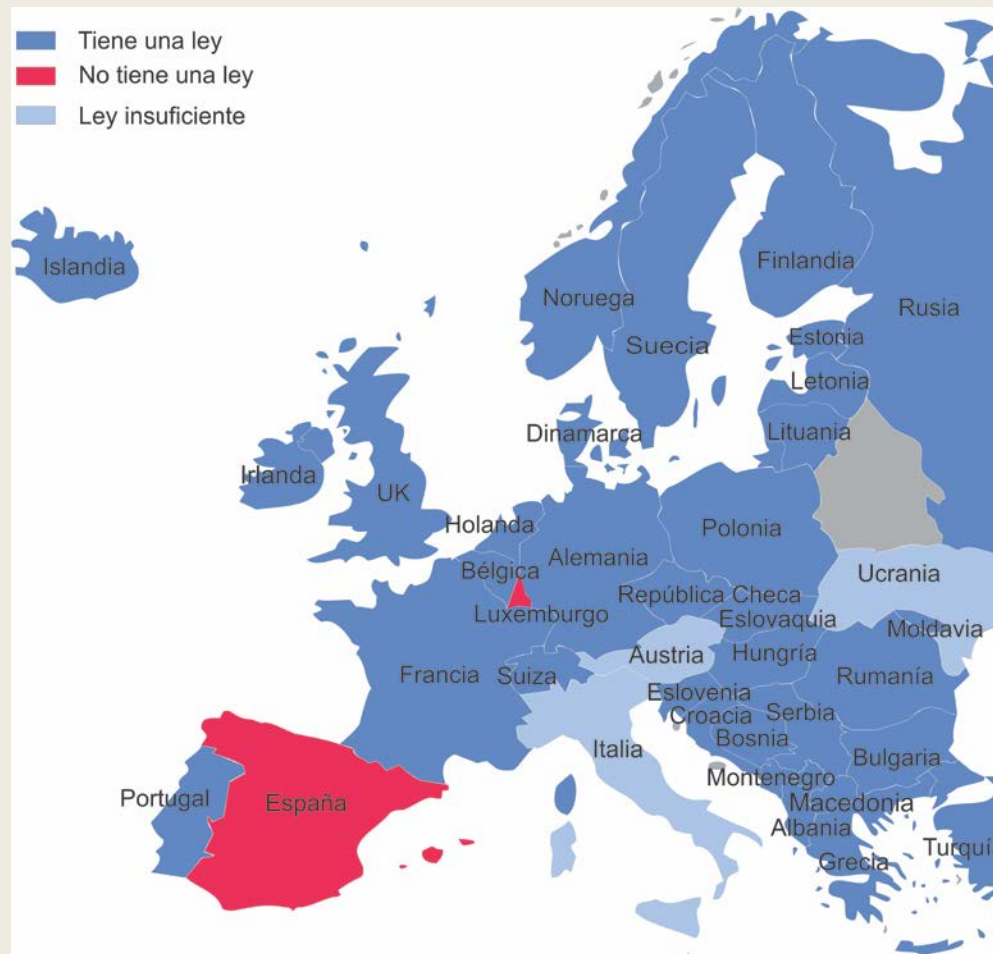 Tiene una ley
No tiene una ley
Ley insuficiente
Islandia
Finlandia
Noruega
Rusia
Suecia
Estonia
Letonia
Lituania
Dinamarca
Irlanda
UK
Holanda
Polonia
Alemania
Bélgica
Ucrania
República Checa
Luxemburgo
Eslovaquia
Moldavia
Austria
Hungría
Francia
Suiza
Rumanía
Eslovenia
Croacia
Serbia
Bosnia
Italia
Bulgaria
Montenegro
Portugal
España
Macedonia
Albania
Turquí
Grecia